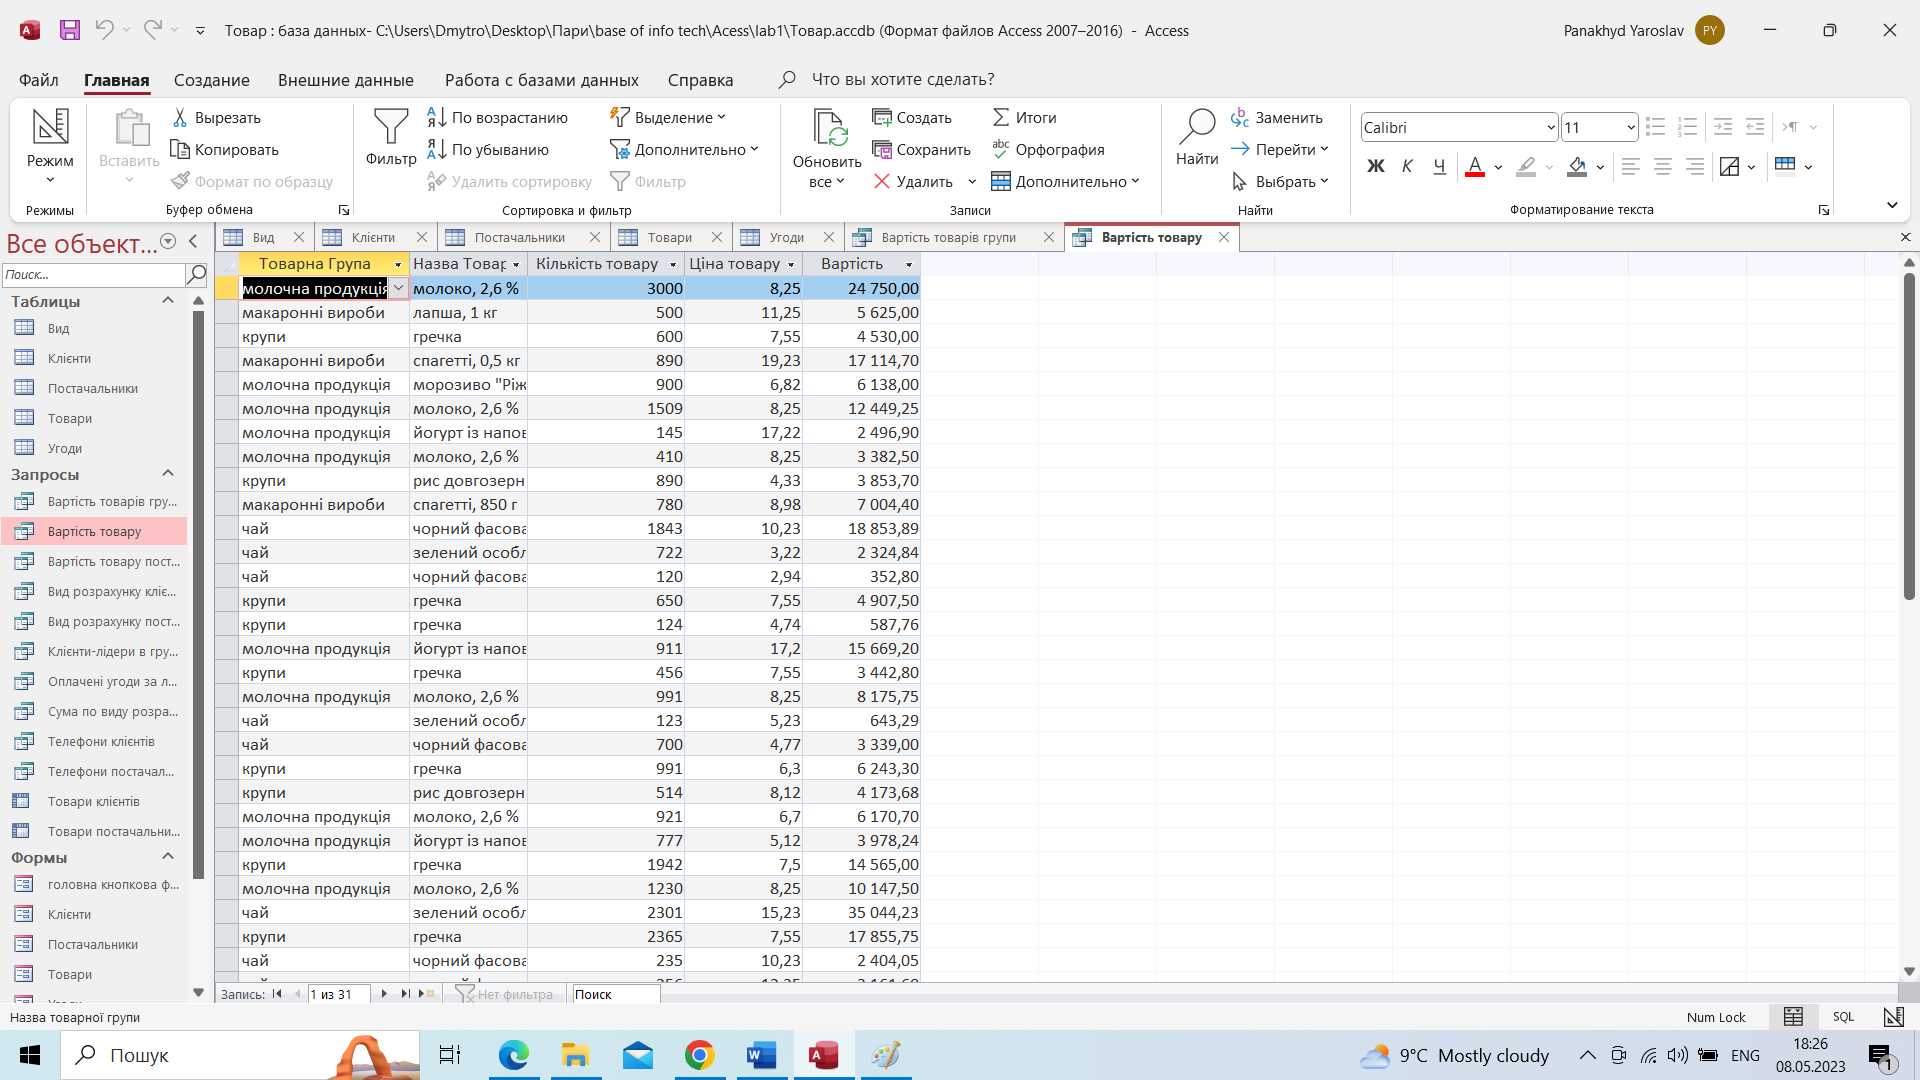 Товар : база данных- C:\Users\Dmytro\Desktop\Пари\base of info tech\Acess\lab1\Товар.accdb (Формат файлов Access 2007–2016) - Access
Panakhyd Yaroslav PY
Файл Главная Создание Внешние данные Работа с базами данных Справка Что вы хотите сделать?
Режим
Режимы
Вставить
Вырезать
Копировать
Формат по образцу
Буфер обмена
Фильтр
По возрастанию
По убыванию
Удалить сортировку
Выделение
Дополнительно
Фильтр
Сортировка и фильтр
Обновить
все
Создать
Сохранить
Удалить
Итоги
Орфография
Дополнительно
Записи
Найти
Заменить
Перейти
Выбрать
Найти
Calibri 11
Ж К Ч
Форматирование текста
Все объект...
Поиск...
Таблицы
Вид
Клієнти
Постачальники
Товари
Угоди
Запросы
Вартість товарів гру...
Вартість товару
Вартість товару пост...
Вид розрахунку кліє...
Вид розрахунку пост...
Клієнти-лідери в гру...
Оплачені угоди за л...
Сума по виду розра...
Телефони клієнтів
Телефони постачал...
Товари клієнтів
Товари постачальни...
Формы
головна кнопкова ф...
Клієнти
Постачальники
Товари
Вид Клієнти Постачальники Товари Угоди Вартість товарів групи Вартість товару
Товарна Група Назва Товар Кількість товару Ціна товару Вартість
молочна продукція молоко, 2,6 % 3000 8,25 24 750,00
макаронні вироби лапша, 1 кг 500 11,25 5 625,00
крупи гречка 600 7,55 4 530,00
макаронні вироби спагетті, 0,5 кг 890 19,23 17 114,70
молочна продукція морозиво "Ріж 900 6,82 6 138,00
молочна продукція молоко, 2,6 % 1509 8,25 12 449,25
молочна продукція йогурт із напов 145 17,22 2 496,90
молочна продукція молоко, 2,6 % 410 8,25 3 382,50
крупи рис довгозерн 890 4,33 3 853,70
макаронні вироби спагетті, 850 г 780 8,98 7 004,40
чай чорний фасова 1843 10,23 18 853,89
чай зелений особл 722 3,22 2 324,84
чай чорний фасова 120 2,94 352,80
крупи гречка 650 7,55 4 907,50
крупи гречка 124 4,74 587,76
молочна продукція йогурт із напов 911 17,2 15 669,20
крупи гречка 456 7,55 3 442,80
молочна продукція молоко, 2,6 % 991 8,25 8 175,75
чай зелений особл 123 5,23 643,29
чай чорний фасова 700 4,77 3 339,00
крупи гречка 991 6,3 6 243,30
крупи рис довгозерн 514 8,12 4 173,68
молочна продукція молоко, 2,6 % 921 6,7 6 170,70
молочна продукція йогурт із напов 777 5,12 3 978,24
крупи гречка 1942 7,5 14 565,00
молочна продукція молоко, 2,6 % 1230 8,25 10 147,50
чай зелений особл 2301 15,23 35 044,23
крупи гречка 2365 7,55 17 855,75
чай чорний фасова 235 10,23 2 404,05
Запись: 1 из 31 Нет фильтра Поиск
Назва товарної групи
Num Lock SQL
Пошук
9°C Mostly cloudy ENG
18:26
08.05.2023
1